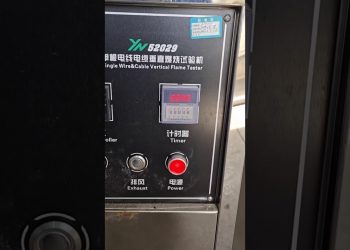 YN 52029
单根电线电缆垂直燃烧试验机
Single Wire&Cable Vertical Flame Tester
计时器
Timer
排风
Exhaust
电源
Power